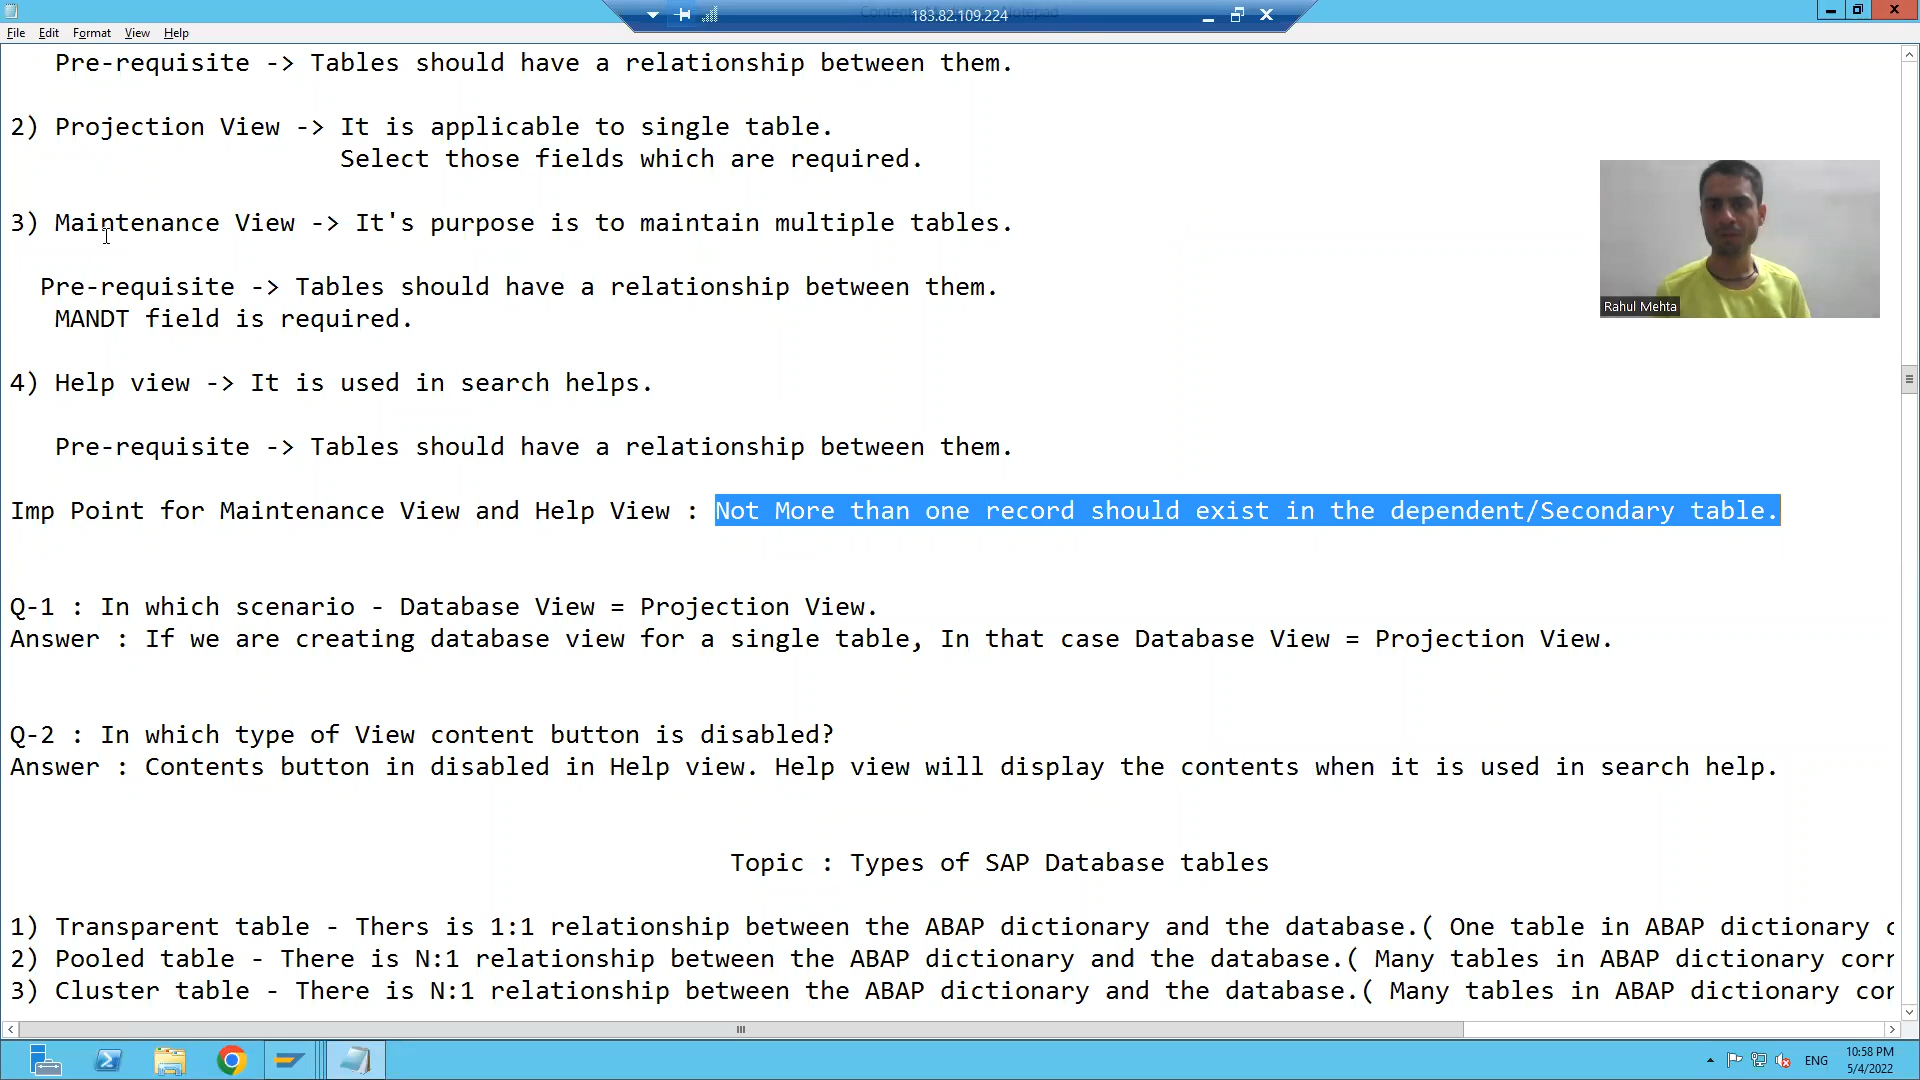 183.82.109.224
File Edit Format View Help
Pre-requisite -> Tables should have a relationship between them.
2) Projection View -> It is applicable to single table.
Select those fields which are required.
3) Maintenance View -> It's purpose is to maintain multiple tables.
Rahul Mehta
Pre-requisite -> Tables should have a relationship between them.
MANDT field is required.
4) Help view -> It is used in search helps.
Pre-requisite -> Tables should have a relationship between them.
Imp Point for Maintenance View and Help View : Not More than one record should exist in the dependent/Secondary table.
Q-1 : In which scenario - Database View = Projection View.
Answer : If we are creating database view for a single table, In that case Database View = Projection View.
Q-2 : In which type of View content button is disabled?
Answer : Contents button in disabled in Help view. Help view will display the contents when it is used in search help.
Topic : Types of SAP Database tables
1) Transparent table - Thers is 1:1 relationship between the ABAP dictionary and the database.( One table in ABAP dictionary c
2) Pooled table - There is N:1 relationship between the ABAP dictionary and the database.( Many tables in ABAP dictionary corr
3) Cluster table - There is N:1 relationship between the ABAP dictionary and the database.( Many tables in ABAP dictionary cor
ENG
10:58 PM
5/4/2022